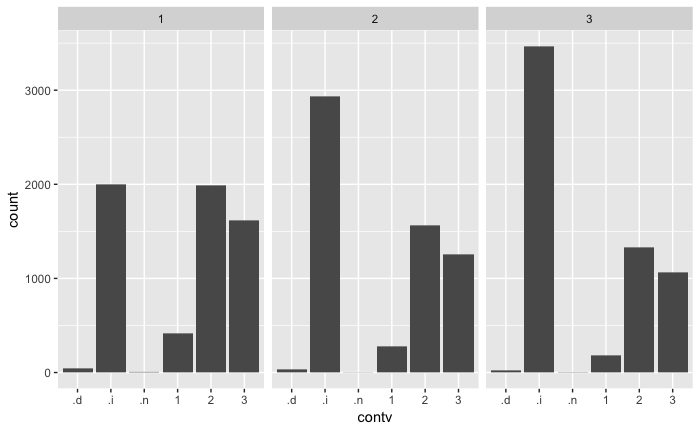 1 2 3
3000
2000
1000
0
count
.d .i .n 1 2 3 .d .i .n 1 2 3 .d .i .n 1 2 3
contv